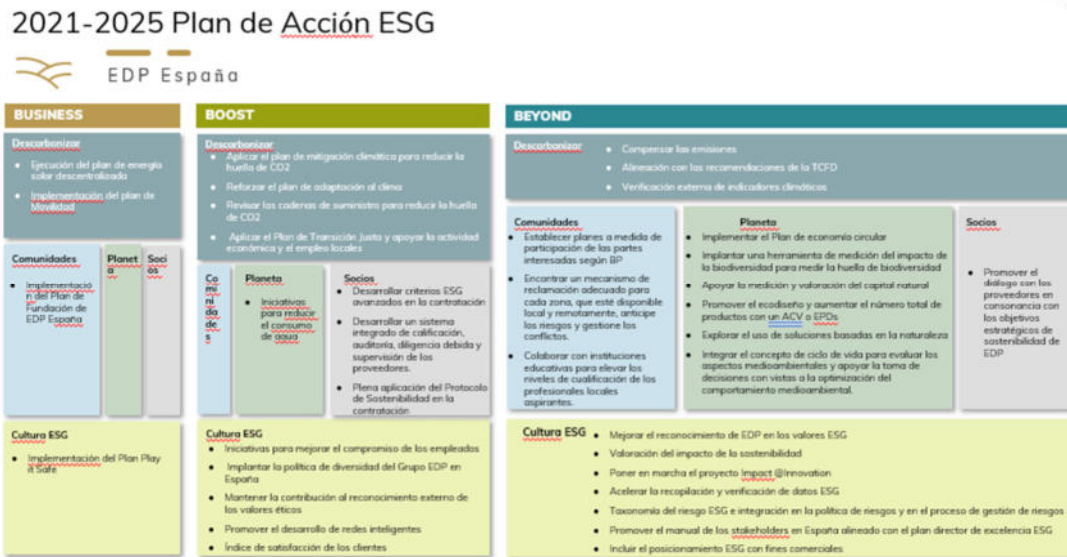 2021-2025 Plan de Acción ESG
EDP España
BUSINESS
Descarbonizar
• Ejecución del plan de energía
solar descentralizada
• Implementación del plan de
Movilidad
Comunidades
• Implementació
n del Plan de
Fundación de
EDP España
Planet
a
Soci
os
Cultura ESG
• Implementación del Plan Play
it Safe
BOOST
Descarbonizar
• Aplicar el plan de mitigación climática para reducir la
huella de CO2
• Reforzar el plan de adaptación al clima
• Revisar las cadenas de suministro para reducir la huella
de CO2
• Aplicar el Plan de Transición Justa y apoyar la actividad
económica y el empleo locales
Co
mi
ni
da
de
s
Planeta
• Iniciativas
para reducir
el consumo
de agua
Socios
• Desarrollar criterios ESG
avanzados en la contratación
• Desarrollar un sistema
integrado de calificación,
auditoría, diligencia debida y
supervisión de los
proveedores.
• Plena aplicación del Protocolo
de Sostenibilidad en la
contratación
Cultura ESG
• Iniciativas para mejorar el compromiso de los empleados
• Implantar la política de diversidad del Grupo EDP en
España
• Mantener la contribución al reconocimiento externo de
los valores éticos
• Promover el desarrollo de redes inteligentes
• Índice de satisfacción de los clientes
BEYOND
Descarbonizar
• Compensar las emisiones
• Alineación con las recomendaciones de la TCFD
• Verificación externa de indicadores climáticos
Comunidades
• Establecer planes a medida de
participación de las partes
interesadas según BP
• Encontrar un mecanismo de
reclamación adecuado para
cada zona, que esté disponible
local y remotamente, anticipe
los riesgos y gestione los
conflictos.
• Colaborar con instituciones
educativas para elevar los
niveles de cualificación de los
profesionales locales
aspirantes.
Planeta
• Implementar el Plan de economía circular
• Implantar una herramienta de medición del impacto de
la biodiversidad para medir la huella de biodiversidad
• Apoyar la medición y valoración del capital natural
• Promover el ecodiseño y aumentar el número total de
productos con un ACV o EPDs
• Explorar el uso de soluciones basadas en la naturaleza
• Integrar el concepto de ciclo de vida para evaluar los
aspectos medioambientales y apoyar la toma de
decisiones con vistas a la optimización del
comportamiento medioambiental.
Socios
• Promover el
diálogo con los
proveedores en
consonancia con
los objetivos
estratégicos de
sostenibilidad de
EDP
Cultura ESG
• Mejorar el reconocimiento de EDP en los valores ESG
• Valoración del impacto de la sostenibilidad
• Poner en marcha el proyecto Impact @Innovation
• Acelerar la recopilación y verificación de datos ESG
• Taxonomía del riesgo ESG e integración en la política de riesgos y en el proceso de gestión de riesgos
• Promover el manual de los stakeholders en España alineado con el plan director de excelencia ESG
• Incluir el posicionamiento ESG con fines comerciales